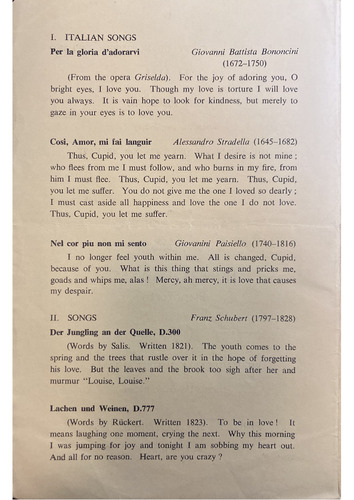 I. ITALIAN SONGS
Per la gloria d'adorarvi Giovanni Battista Bononcini
(1672–1750)
(From the opera Griselda). For the joy of adoring you, O
bright eyes, I love you. Though my love is torture I will love
you always. It is vain hope to look for kindness, but merely to
gaze in your eyes is to love you.
Cosi, Amor, mi fai languir Alessandro Stradella (1645–1682)
Thus, Cupid, you let me yearn. What I desire is not mine ;
who flees from me I must follow, and who burns in my fire, from
him I must flee. Thus, Cupid, you let me yearn. Thus, Cupid,
you let me suffer. You do not give me the one I loved so dearly ;
I must cast aside all happiness and love the one I do not love.
Thus, Cupid, you let me suffer.
Nel cor piu non mi sento Giovanini Paisiello (1740–1816)
I no longer feel youth within me. All is changed, Cupid,
because of you. What is this thing that stings and pricks me,
goads and whips me, alas ! Mercy, ah mercy, it is love that causes
my despair.
II. SONGS Franz Schubert (1797–1828)
Der Jungling an der Quelle, D.300
(Words by Salis. Written 1821). The youth comes to the
spring and the trees that rustle over it in the hope of forgetting
his love. But the leaves and the brook too sigh after her and
murmur "Louise, Louise."
Lachen und Weinen, D.777
(Words by Rückert. Written 1823). To be in love ! It
means laughing one moment, crying the next. Why this morning
I was jumping for joy and tonight I am sobbing my heart out.
And all for no reason. Heart, are you crazy ?